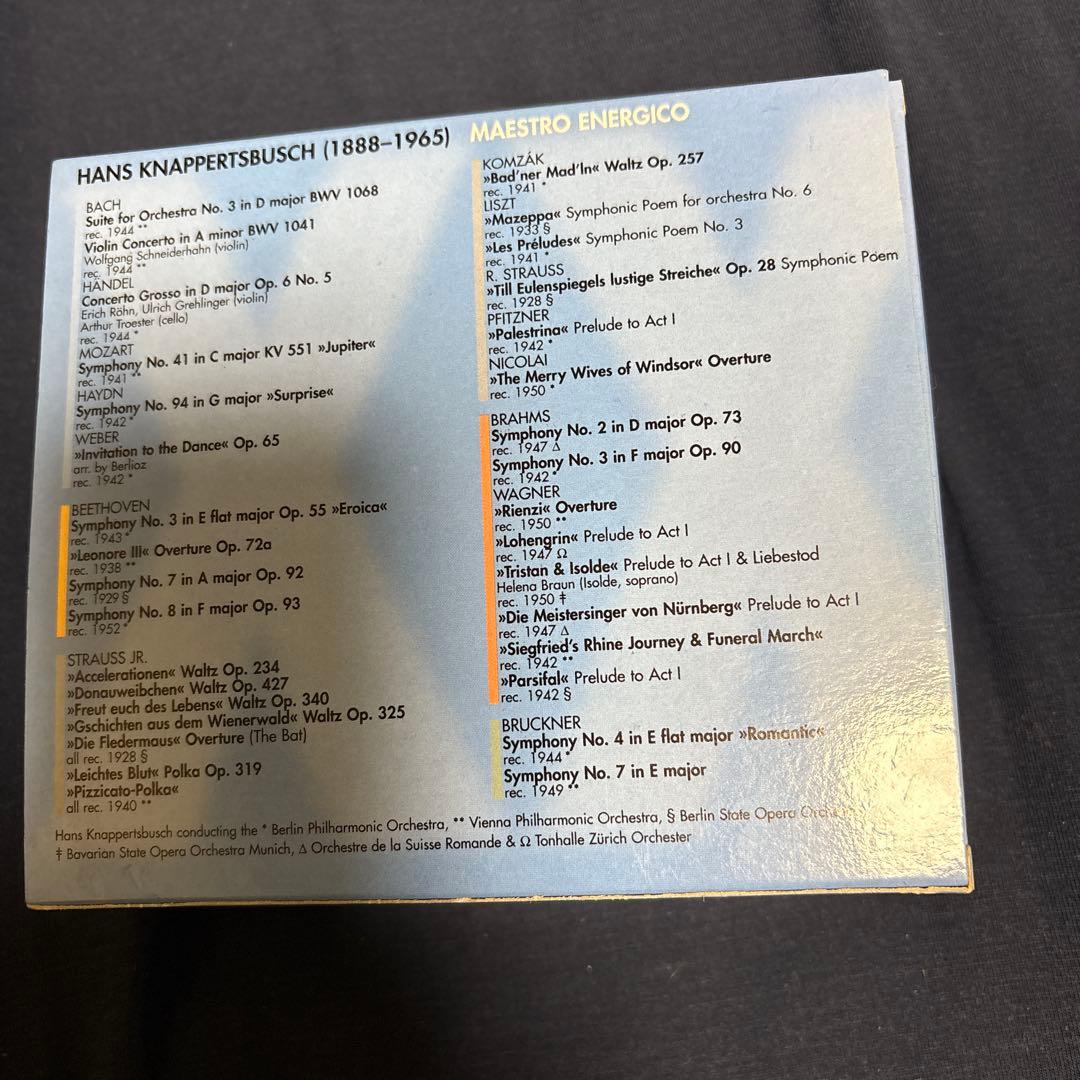 HANS KNAPPERTSBUSCH (1888–1965) MAESTRO ENERGICO
BACH
Suite for Orchestra No. 3 in D major BWV 1068
rec. 1944 **
Violin Concerto in A minor BWV 1041
Wolfgang Schneiderhahn (violin)
rec. 1944 **
HÄNDEL
Concerto Grosso in D major Op. 6 No. 5
Erich Röhn, Ulrich Grehlinger (violin)
Arthur Troester (cello)
rec. 1944 *
MOZART
Symphony No. 41 in C major KV 551 »Jupiter«
rec. 1941 **
HAYDN
Symphony No. 94 in G major »Surprise«
rec. 1942 *
WEBER
»Invitation to the Dance« Op. 65
arr. by Berlioz
rec. 1942 *
BEETHOVEN
Symphony No. 3 in E flat major Op. 55 »Eroica«
rec. 1943 *
»Leonore III« Overture Op. 72a
rec. 1938 **
Symphony No. 7 in A major Op. 92
rec. 1929 §
Symphony No. 8 in F major Op. 93
rec. 1952 *
STRAUSS JR.
»Accelerationen« Waltz Op. 234
»Donauweibchen« Waltz Op. 427
»Freut euch des Lebens« Waltz Op. 340
»Gschichten aus dem Wienerwald« Waltz Op. 325
»Die Fledermaus« Overture (The Bat)
all rec. 1928 §
»Leichtes Blut« Polka Op. 319
»Pizzicato-Polka«
all rec. 1940 **
KOMZÁK
»Bad'ner Mad'ln« Waltz Op. 257
rec. 1941 *
LISZT
»Mazeppa« Symphonic Poem for orchestra No. 6
rec. 1933 §
»Les Préludes« Symphonic Poem No. 3
rec. 1941 *
R. STRAUSS
»Till Eulenspiegels lustige Streiche« Op. 28 Symphonic Poem
rec. 1928 §
PFITZNER
»Palestrina« Prelude to Act I
rec. 1942 *
NICOLAI
»The Merry Wives of Windsor« Overture
rec. 1950 *
BRAHMS
Symphony No. 2 in D major Op. 73
rec. 1947 Δ
Symphony No. 3 in F major Op. 90
rec. 1942 *
WAGNER
»Rienzi« Overture
rec. 1950 **
»Lohengrin« Prelude to Act I
rec. 1947 Ω
»Tristan & Isolde« Prelude to Act I & Liebestod
Helena Braun (Isolde, soprano)
rec. 1950 ‡
»Die Meistersinger von Nürnberg« Prelude to Act I
rec. 1947 Δ
»Siegfried's Rhine Journey & Funeral March«
rec. 1942 **
»Parsifal« Prelude to Act I
rec. 1942 §
BRUCKNER
Symphony No. 4 in E flat major »Romantic«
rec. 1944 *
Symphony No. 7 in E major
rec. 1949 **
Hans Knappertsbusch conducting the * Berlin Philharmonic Orchestra, ** Vienna Philharmonic Orchestra, § Berlin State Opera
‡ Bavarian State Opera Orchestra Munich, Δ Orchestre de la Suisse Romande & Ω Tonhalle Zürich Orchester